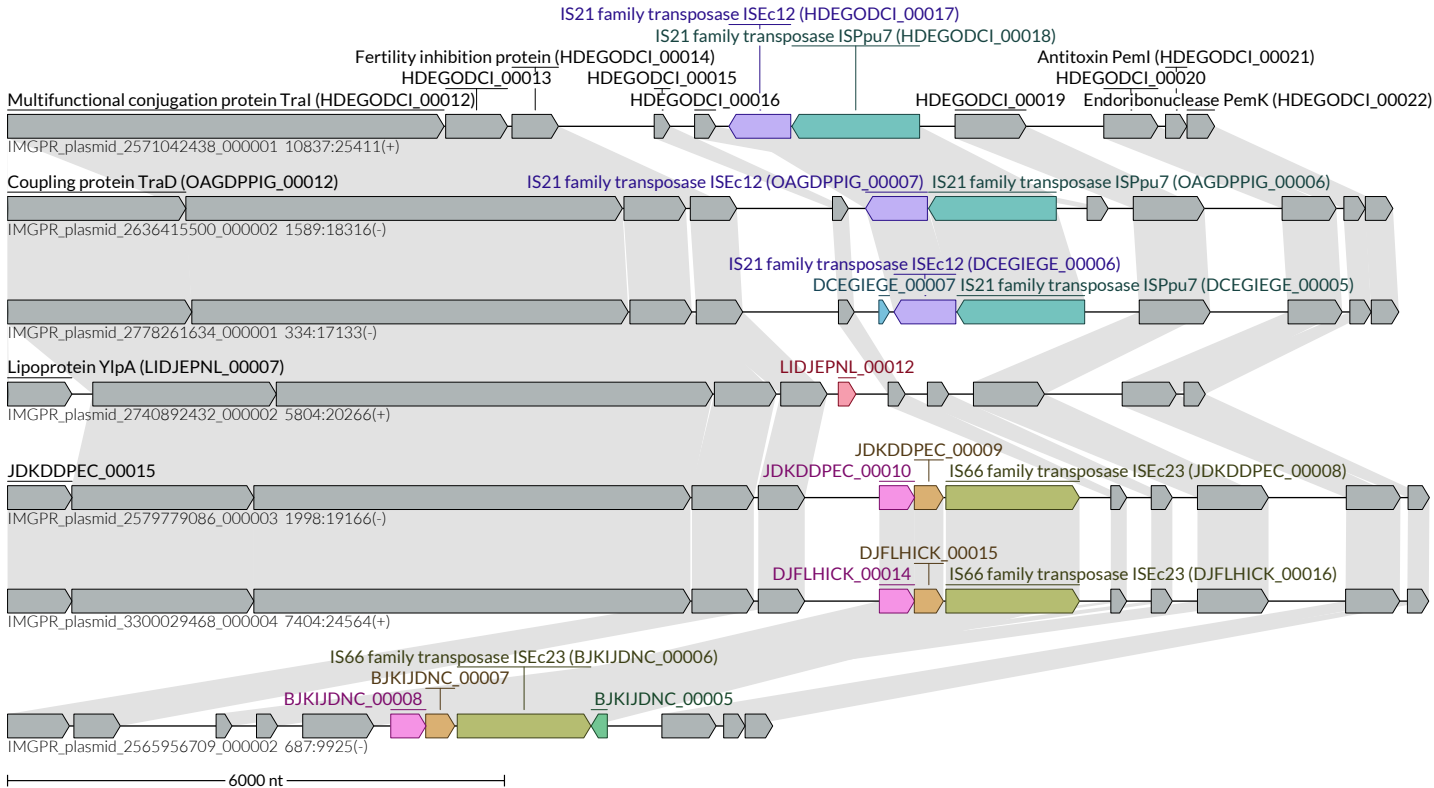 IS21 family transposase ISEc12 (HDEGODCI_00017)
IS21 family transposase ISPpu7 (HDEGODCI_00018)
Fertility inhibition protein (HDEGODCI_00014) Antitoxin PemI (HDEGODCI_00021)
HDEGODCI_00013 HDEGODCI_00015 HDEGODCI_00020
Multifunctional conjugation protein TraI (HDEGODCI_00012) HDEGODCI_00016 HDEGODCI_00019 Endoribonuclease PemK (HDEGODCI_00022)
IMGPR_plasmid_2571042438_000001 10837:25411(+)
Coupling protein TraD (OAGDPPIG_00012) IS21 family transposase ISEc12 (OAGDPPIG_00007) IS21 family transposase ISPpu7 (OAGDPPIG_00006)
IMGPR_plasmid_2636415500_000002 1589:18316(-)
IS21 family transposase ISEc12 (DCEGIEGE_00006)
DCEGIEGE_00007 IS21 family transposase ISPpu7 (DCEGIEGE_00005)
IMGPR_plasmid_2778261634_000001 334:17133(-)
Lipoprotein YlpA (LIDJEPNL_00007) LIDJEPNL_00012
IMGPR_plasmid_2740892432_000002 5804:20266(+)
JDKDDPEC_00009
JDKDDPEC_00015 JDKDDPEC_00010 IS66 family transposase ISEc23 (JDKDDPEC_00008)
IMGPR_plasmid_2579779086_000003 1998:19166(-)
DJFLHICK_00015
DJFLHICK_00014 IS66 family transposase ISEc23 (DJFLHICK_00016)
IMGPR_plasmid_3300029468_000004 7404:24564(+)
IS66 family transposase ISEc23 (BJKIJDNC_00006)
BJKIJDNC_00007
BJKIJDNC_00008 BJKIJDNC_00005
IMGPR_plasmid_2565956709_000002 687:9925(-)
6000 nt